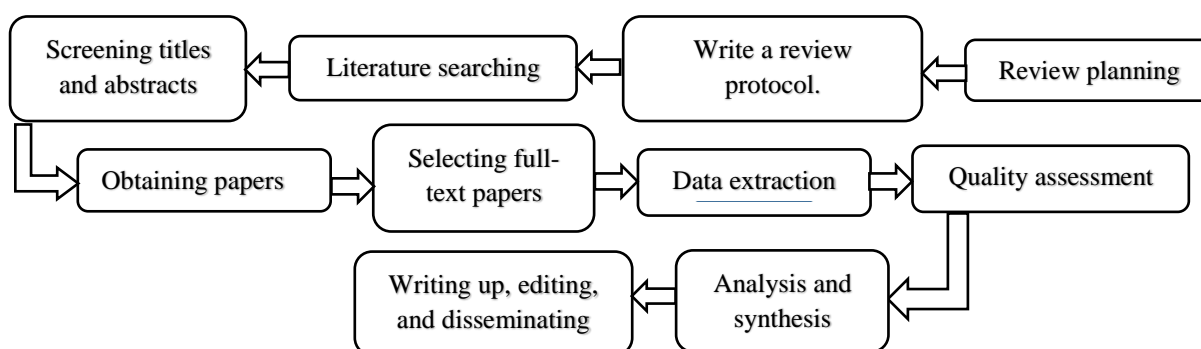 Screening titles
and abstracts
Literature searching
Write a review
protocol.
Review planning
Obtaining papers
Selecting full-
text papers
Data extraction
Quality assessment
Writing up, editing,
and disseminating
Analysis and
synthesis